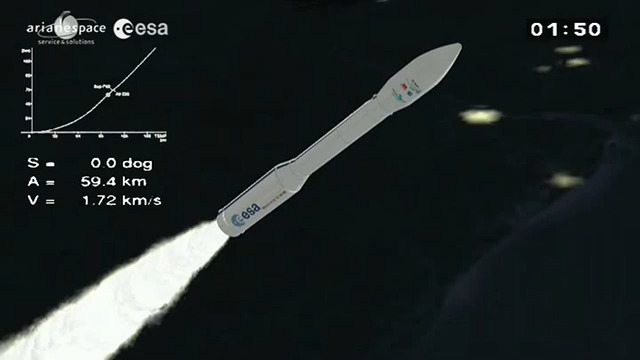 arianespace
service & solutions
esa
01:50
S = 0.0 dog
A = 59.4 km
V = 1.72 km/s
esa